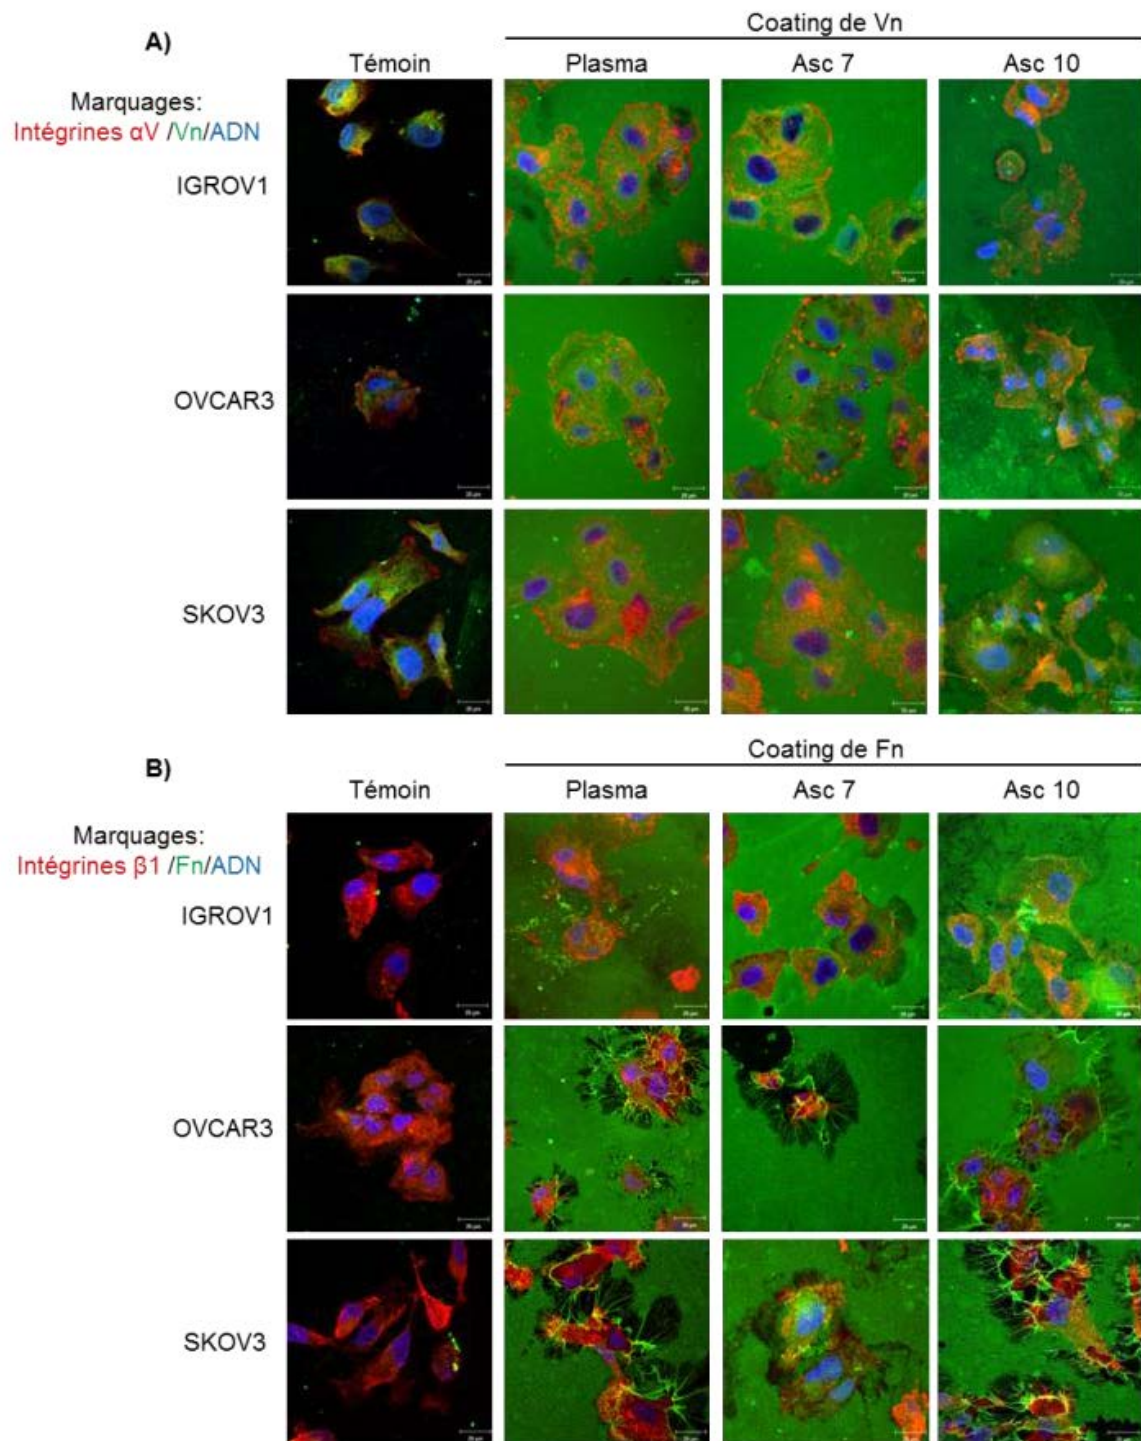 A)
Coating de Vn
Témoin Plasma Asc 7 Asc 10
Marquages:
Intégrines αV /Vn/ADN
IGROV1
OVCAR3
SKOV3
B)
Coating de Fn
Témoin Plasma Asc 7 Asc 10
Marquages:
Intégrines β1 /Fn/ADN
IGROV1
OVCAR3
SKOV3